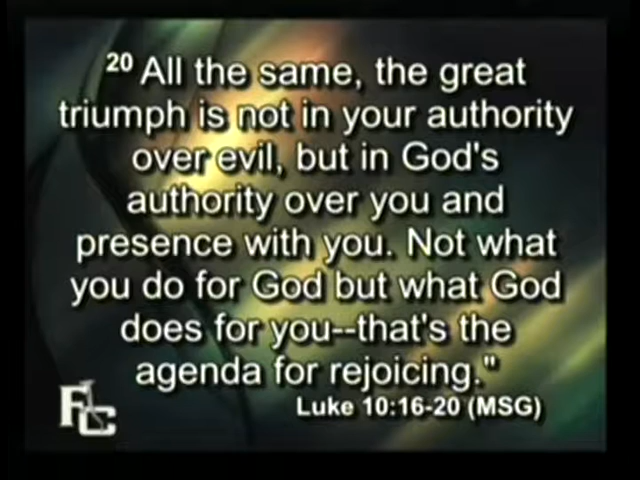 20 All the same, the great
triumph is not in your authority
over evil, but in God's
authority over you and
presence with you. Not what
you do for God but what God
does for you--that's the
agenda for rejoicing."
Luke 10:16-20 (MSG)
FLC